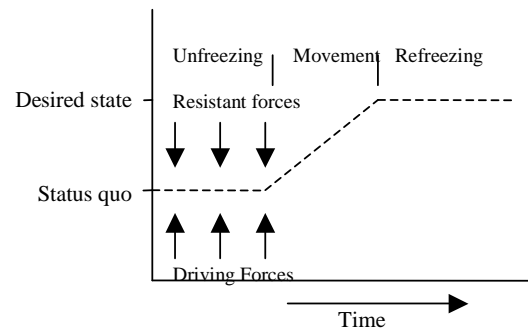 Unfreezing Movement Refreezing
Desired state Resistant forces
Status quo
Driving Forces
Time